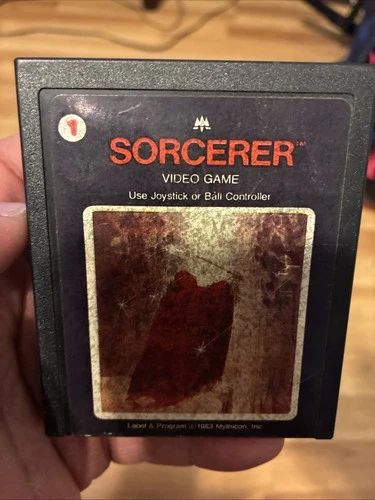 1
SORCERER™
VIDEO GAME
Use Joystick or Bali Controller
Label & Program ©1983 Mythicon, Inc.